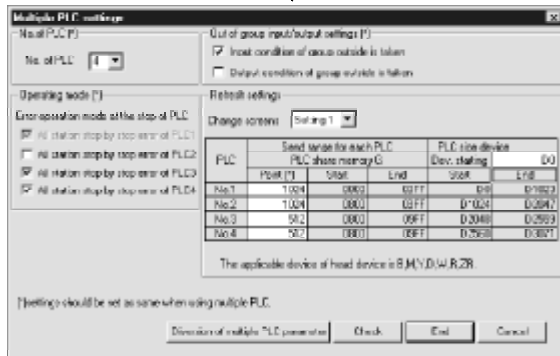 Multiple PLC settings
No. of PLC (*)
No. of PLC 4
Out of group input/output settings (*)
Input condition of group outside is taken
Output condition of group outside is taken
Operating mode (*)
Error operation mode at the stop of PLC
All station stop by stop error of PLC1
All station stop by stop error of PLC2
All station stop by stop error of PLC3
All station stop by stop error of PLC4
Refresh settings
Change screens Setting 1
PLC
Send range for each PLC
PLC side device
PLC share memory G
Dev. starting D0
Point (*) Start End Start End
No.1 1024 0800 D0 D1023
No.2 1024 0800 D1024 D2047
No.3 512 0800 09FF D2048 D2559
No.4 512 0800 09FF D2560 D3071
The applicable device of head device is B,M,Y,D,W,R,ZR.
(*)settings should be set as same when using multiple PLC.
Diversion of multiple PLC parameter Check End Cancel